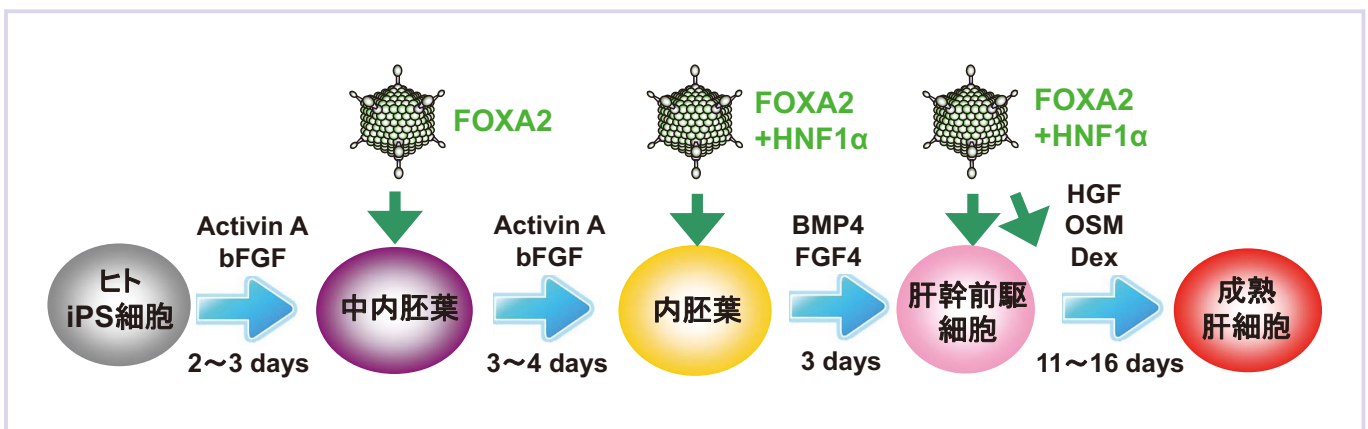 FOXA2
FOXA2
+HNF1α
FOXA2
+HNF1α
Activin A
bFGF
Activin A
bFGF
BMP4
FGF4
HGF
OSM
Dex
ヒト
iPS細胞
中内胚葉
内胚葉
肝幹前駆
細胞
成熟
肝細胞
2～3 days
3～4 days
3 days
11～16 days